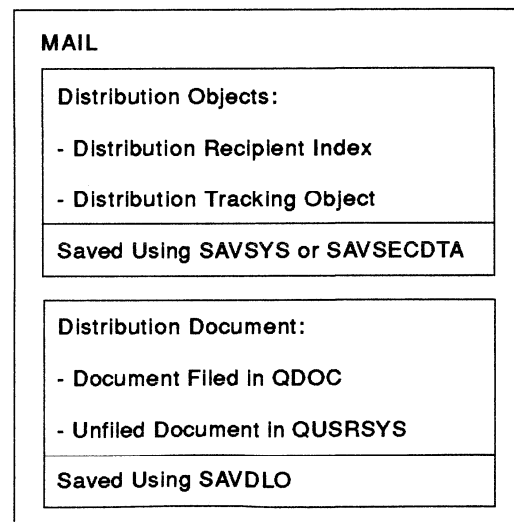 MAIL
Distribution Objects:
- Distribution Recipient Index
- Distribution Tracking Object
Saved Using SAVSYS or SAVSECDTA
Distribution Document:
- Document Filed in QDOC
- Unfiled Document in QUSRSYS
Saved Using SAVDLO